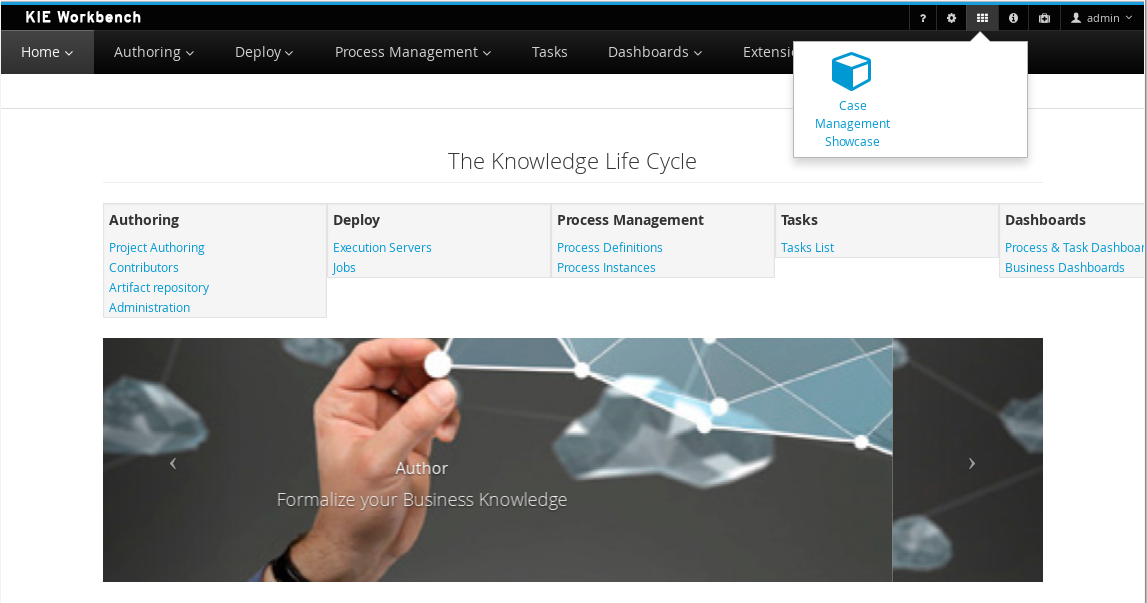 KIE Workbench
? admin
Home Authoring Deploy Process Management Tasks Dashboards Extensi
Case
Management
Showcase
The Knowledge Life Cycle
Authoring
Project Authoring
Contributors
Artifact repository
Administration
Deploy
Execution Servers
Jobs
Process Management
Process Definitions
Process Instances
Tasks
Tasks List
Dashboards
Process & Task Dashboar
Business Dashboards
Author
Formalize your Business Knowledge